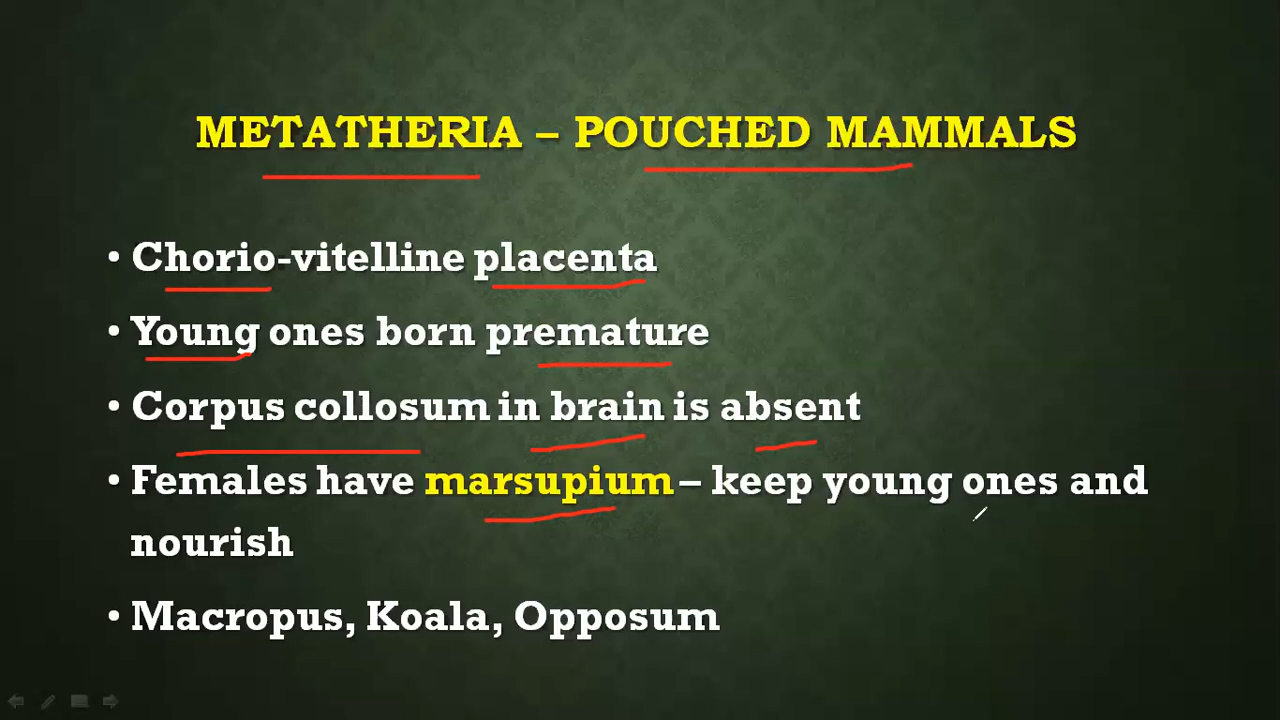 METATHERIA – POUCHED MAMMALS
• Chorio-vitelline placenta
• Young ones born premature
• Corpus collosum in brain is absent
• Females have marsupium – keep young ones and
nourish
• Macropus, Koala, Opposum